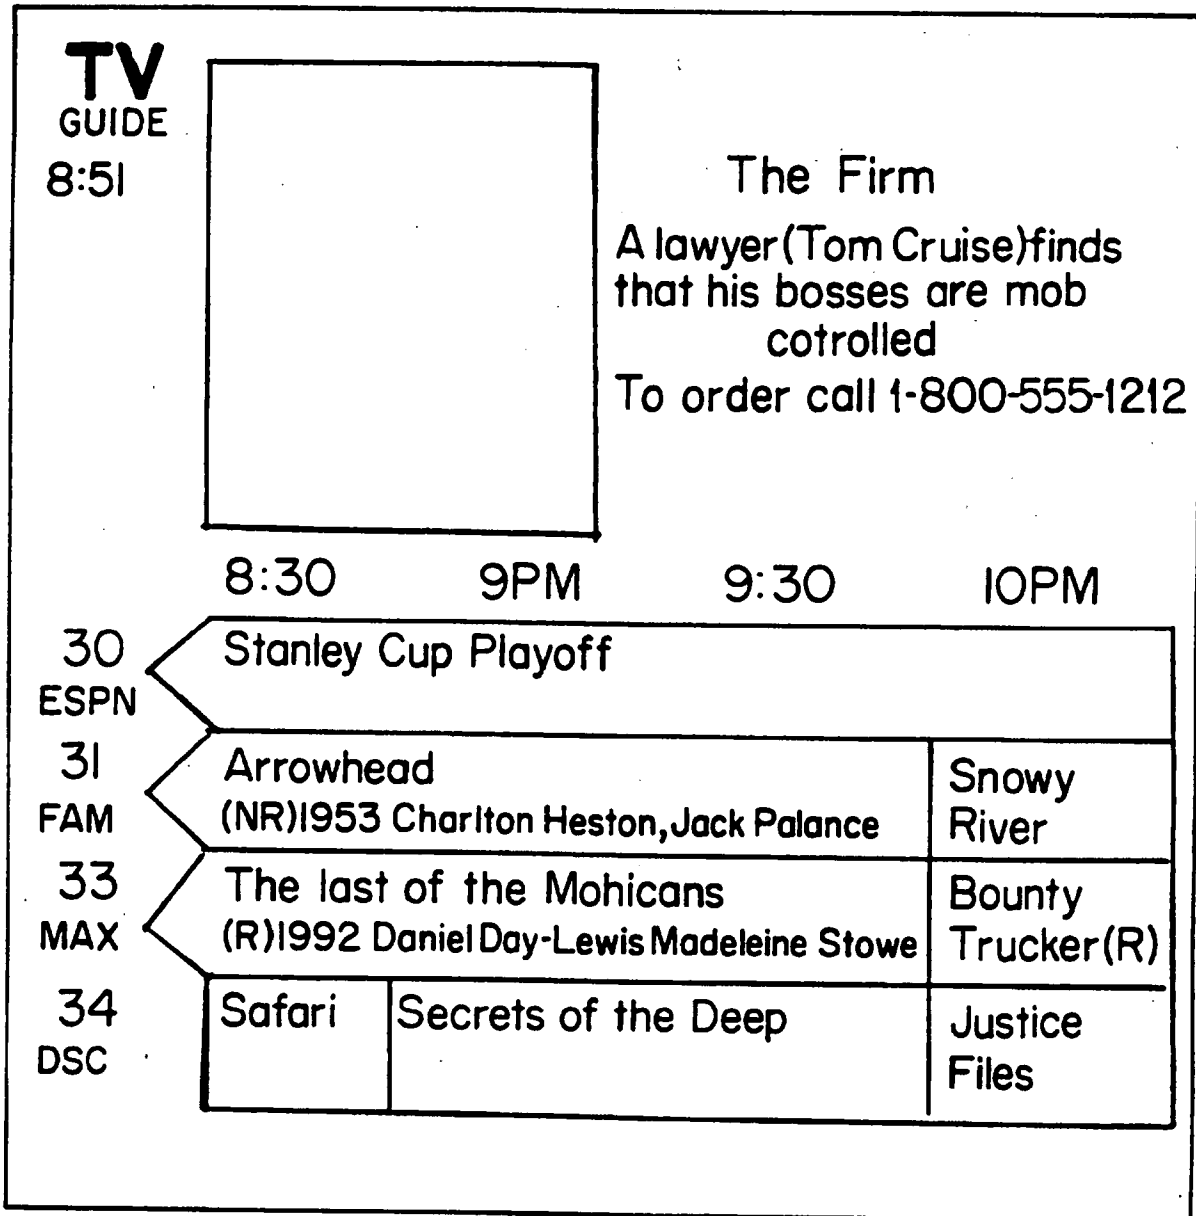 TV
GUIDE
8:51
The Firm
A lawyer (Tom Cruise) finds
that his bosses are mob
cotrolled
To order call 1-800-555-1212
8:30 9PM 9:30 10PM
30
ESPN
Stanley Cup Playoff
31
FAM
Arrowhead
(NR) 1953 Charlton Heston, Jack Palance
Snowy
River
33
MAX
The last of the Mohicans
(R) 1992 Daniel Day-Lewis Madeleine Stowe
Bounty
Trucker (R)
34
DSC
Safari
Secrets of the Deep
Justice
Files